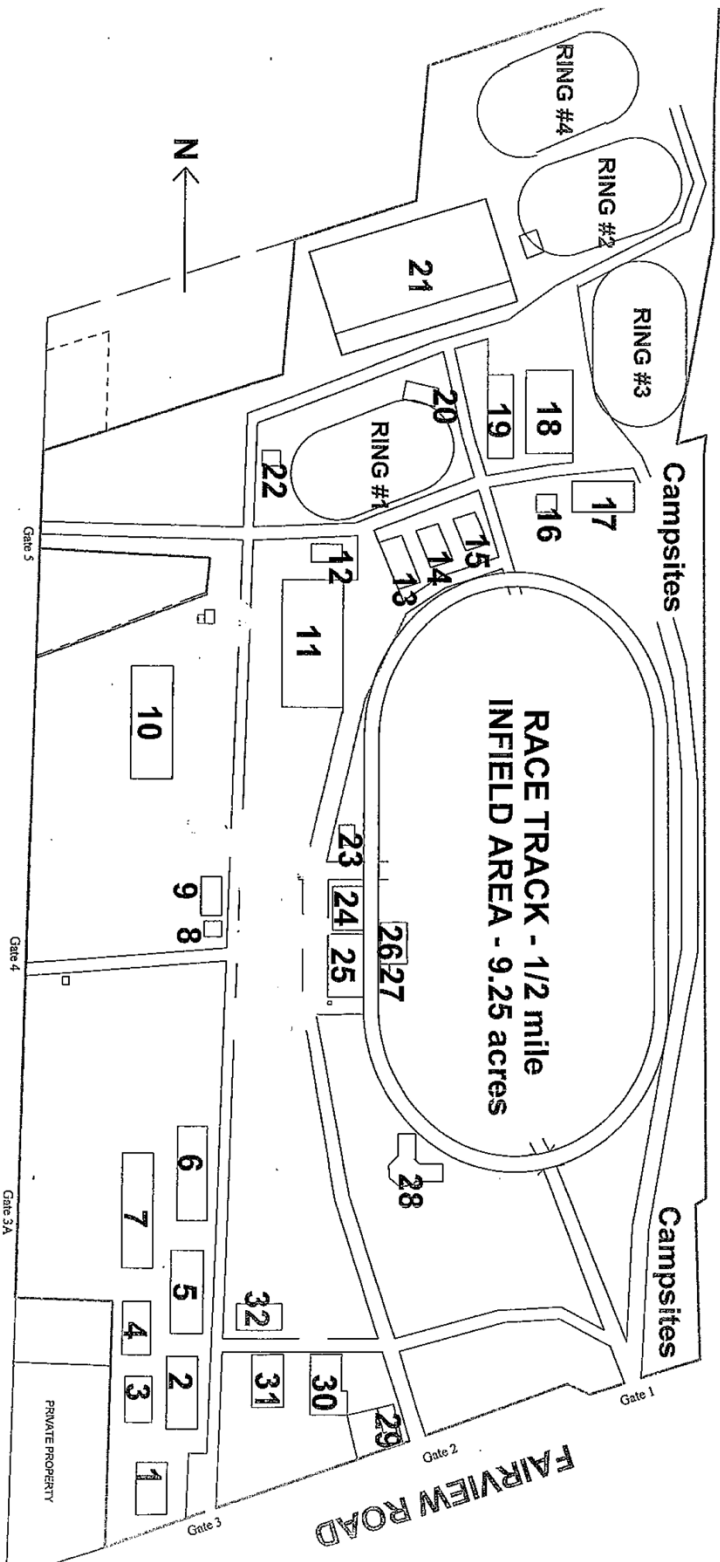 RING #4
RING #2
RING #3
N
21
20
19
18
RING #1
22
17
16
Campsites
15
14
13
12
11
Gate 5
10
RACE TRACK - 1/2 mile
INFIELD AREA - 9.25 acres
23
24
25
26
27
9
8
Gate 4
28
6
7
5
4
3
2
1
Gate 3A
Campsites
32
31
30
29
PRIVATE PROPERTY
Gate 1
Gate 2
Gate 3
FAIRVIEW ROAD